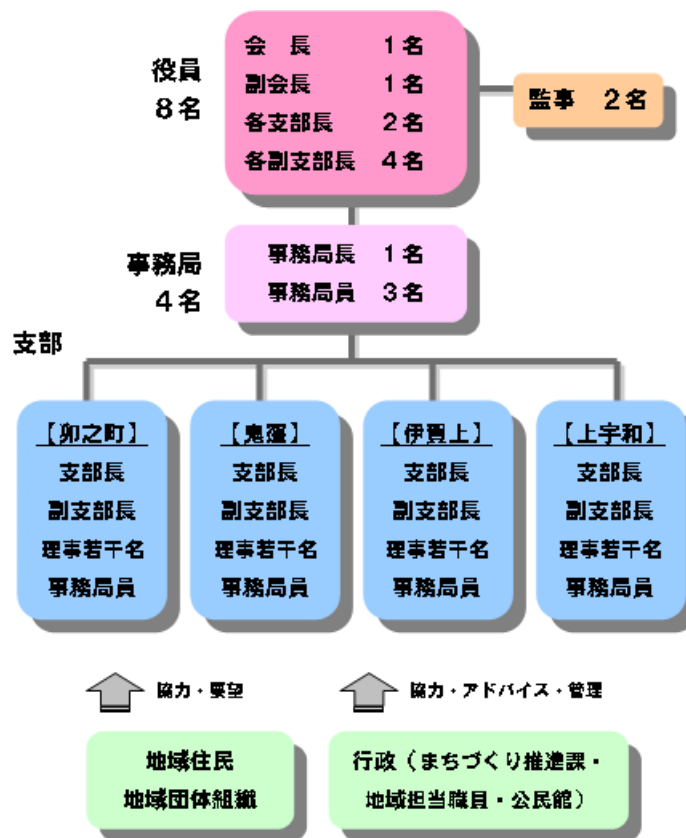 役員
8名
会 長 1名
副会長 1名
各支部長 2名
各副支部長 4名
監事 2名
事務局
4名
事務局長 1名
事務局員 3名
支部
【卯之町】
支部長
副支部長
理事若干名
事務局員
【鬼窪】
支部長
副支部長
理事若干名
事務局員
【伊賀上】
支部長
副支部長
理事若干名
事務局員
【上宇和】
支部長
副支部長
理事若干名
事務局員
協力・要望
協力・アドバイス・管理
地域住民
地域団体組織
行政（まちづくり推進課・
地域担当職員・公民館）